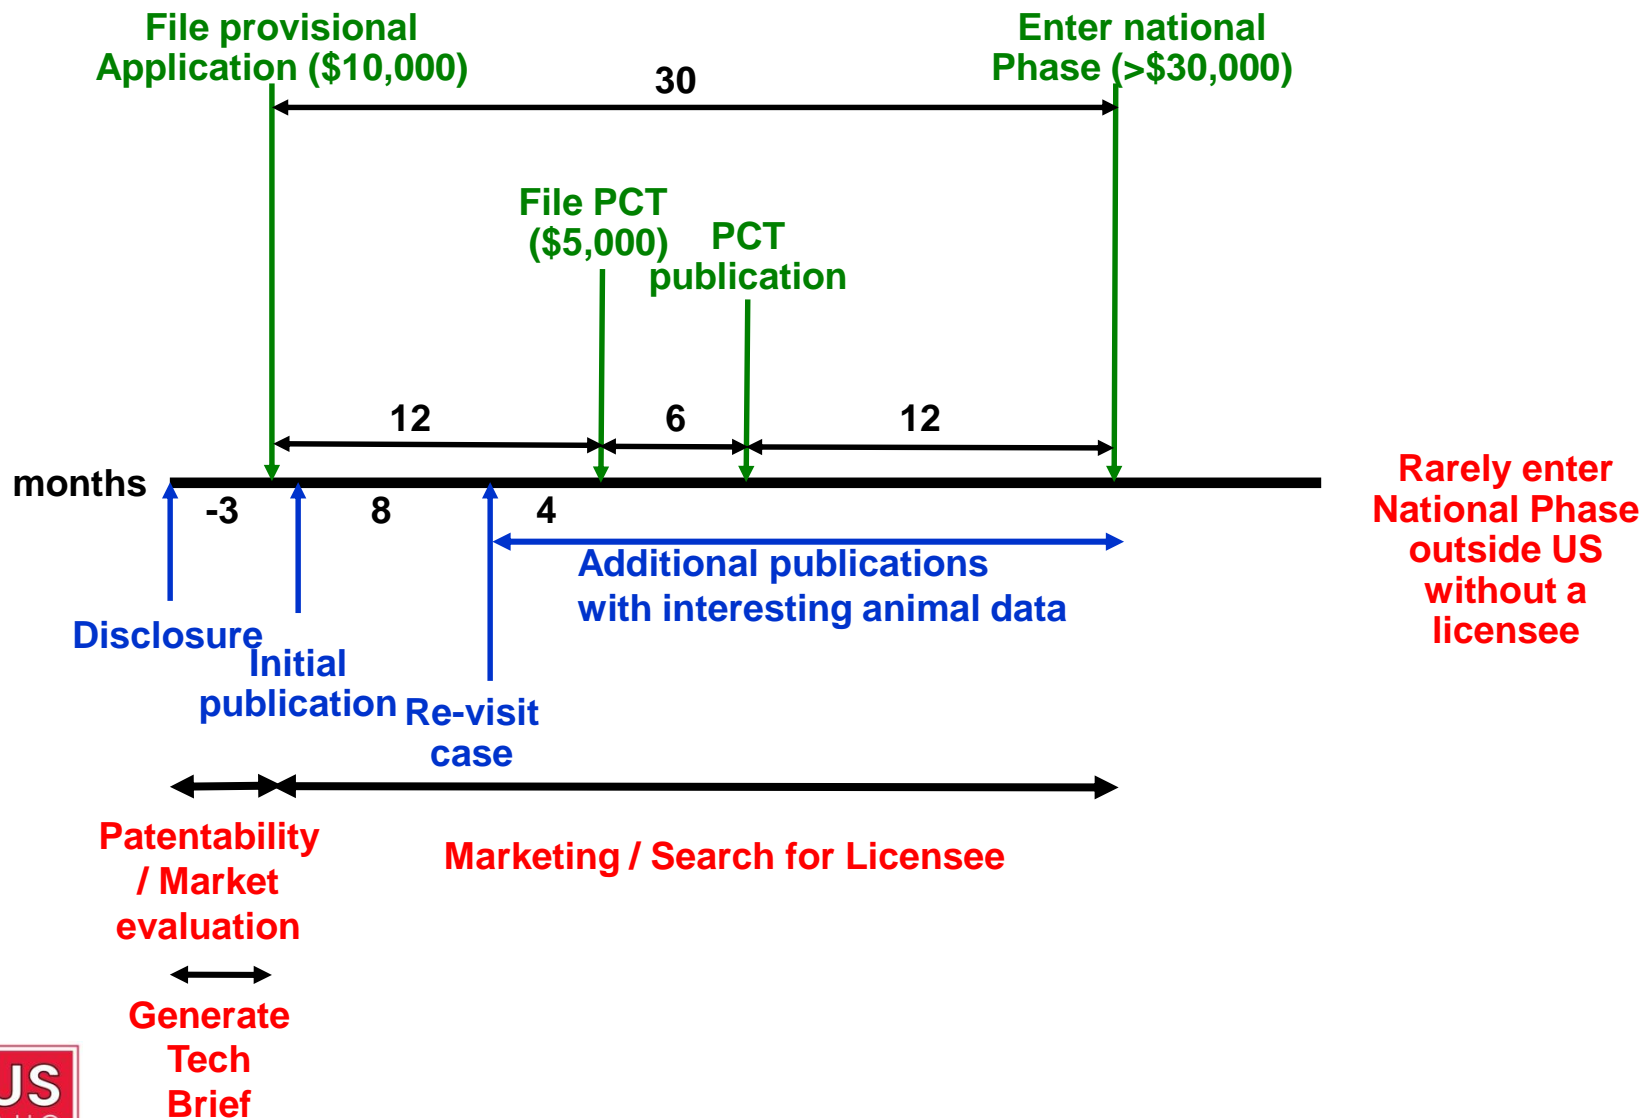 File provisional
Application ($10,000)
Enter national
Phase (>$30,000)
30
File PCT
($5,000)
PCT
publication
12
6
12
months
-3
8
4
Rarely enter
National Phase
outside US
without a
licensee
Additional publications
with interesting animal data
Disclosure
Initial
publication
Re-visit
case
Patentability
/ Market
evaluation
Marketing / Search for Licensee
Generate
Tech
Brief
US